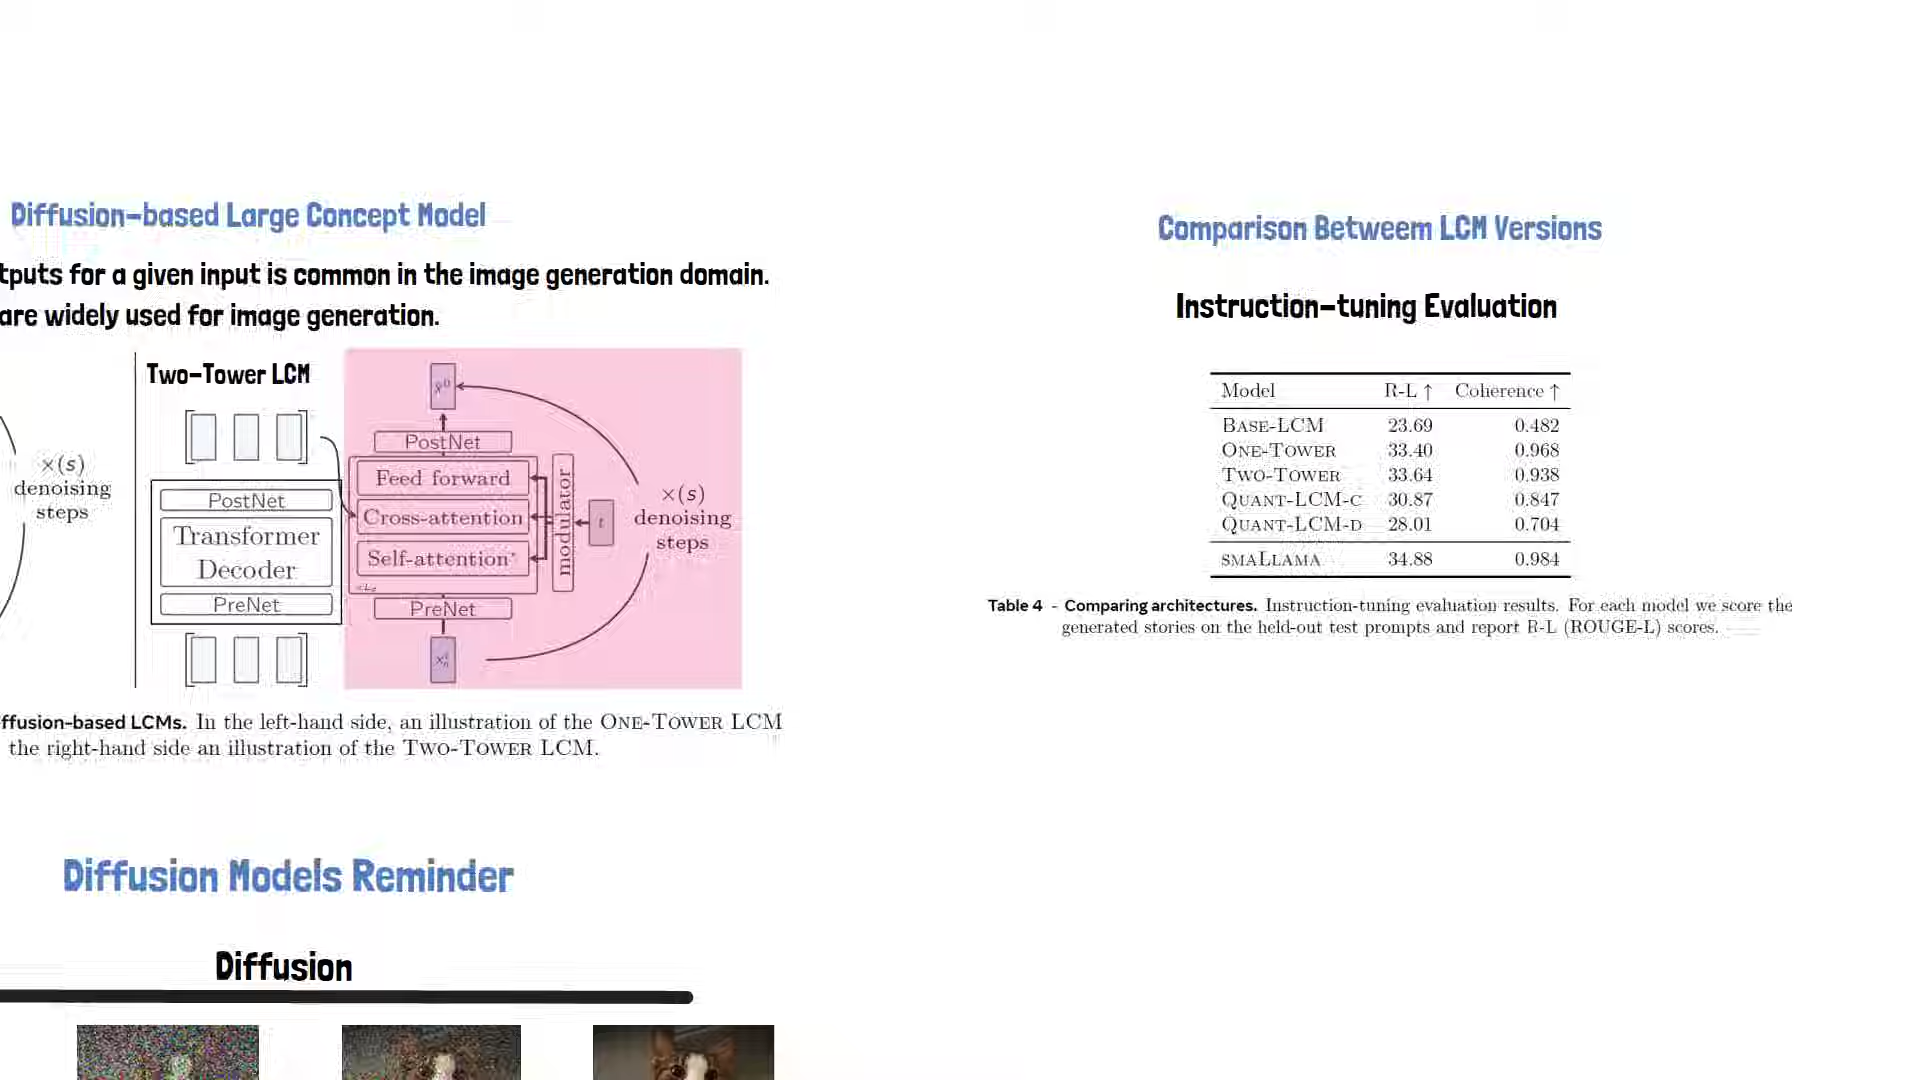 Diffusion-based Large Concept Model
tputs for a given input is common in the image generation domain.
are widely used for image generation.
×(s)
denoising
steps
Two-Tower LCM
PostNet
Transformer
Decoder
PreNet
PostNet
Feed forward
Cross-attention
Self-attention*
PreNet
modulator
t
×(s)
denoising
steps
ffusion-based LCMs. In the left-hand side, an illustration of the ONE-TOWER LCM
the right-hand side an illustration of the TWO-TOWER LCM.
Diffusion Models Reminder
Diffusion
Comparison Betweem LCM Versions
Instruction-tuning Evaluation
Model R-L ↑ Coherence ↑
BASE-LCM 23.69 0.482
ONE-TOWER 33.40 0.968
TWO-TOWER 33.64 0.938
QUANT-LCM-C 30.87 0.847
QUANT-LCM-D 28.01 0.704
SMALLAMA 34.88 0.984
Table 4 - Comparing architectures. Instruction-tuning evaluation results. For each model we score the
generated stories on the held-out test prompts and report R-L (ROUGE-L) scores.